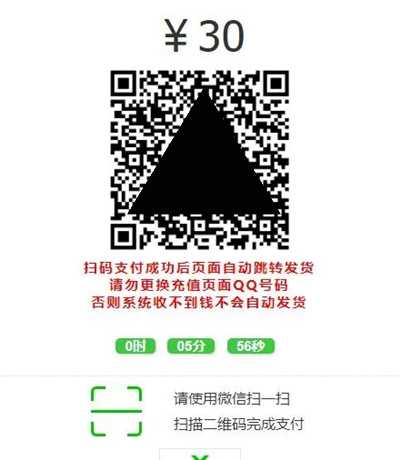 ¥30
扫码支付成功后页面自动跳转发货
请勿更换充值页面QQ号码
否则系统收不到钱不会自动发货
0时 05分 56秒
请使用微信扫一扫
扫描二维码完成支付